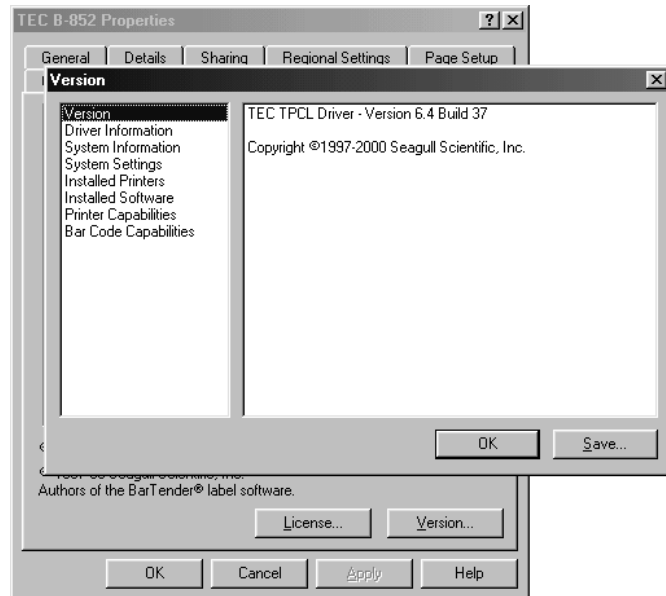 TEC B-852 Properties
General Details Sharing Regional Settings Page Setup
Version
Version
Driver Information
System Information
System Settings
Installed Printers
Installed Software
Printer Capabilities
Bar Code Capabilities
TEC TPCL Driver - Version 6.4 Build 37
Copyright ©1997-2000 Seagull Scientific, Inc.
OK Save...
Authors of the BarTender® label software.
License... Version...
OK Cancel Apply Help